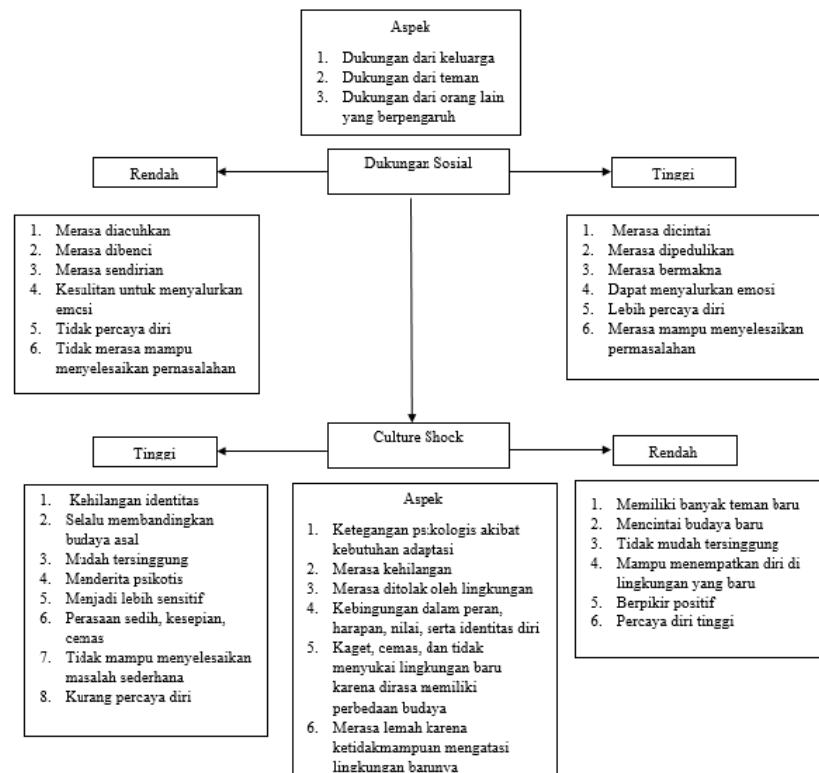 Aspek
1. Dukungan dari keluarga
2. Dukungan dari teman
3. Dukungan dari orang lain
yang berpengaruh
Rendah
Dukungan Sosial
Tinggi
1. Merasa diacuhkan
2. Merasa dibenci
3. Merasa sendirian
4. Kesulitan untuk menyalurkan
emosi
5. Tidak percaya diri
6. Tidak merasa mampu
menyelesaikan permasalahan
1. Merasa dicintai
2. Merasa dipedulikan
3. Merasa bermakna
4. Dapat menyalurkan emosi
5. Lebih percaya diri
6. Merasa mampu menyelesaikan
permasalahan
Tinggi
Culture Shock
Rendah
1. Kehilangan identitas
2. Selalu membandingkan
budaya asal
3. Mudah tersinggung
4. Menderita psikotis
5. Menjadi lebih sensitif
6. Perasaan sedih, kesepian,
cemas
7. Tidak mampu menyelesaikan
masalah sederhana
8. Kurang percaya diri
Aspek
1. Ketegangan psikologis akibat
kebutuhan adaptasi
2. Merasa kehilangan
3. Merasa ditolak oleh lingkungan
4. Kebingungan dalam peran,
harapan, nilai, serta identitas diri
5. Kaget, cemas, dan tidak
menyukai lingkungan baru
karena dirasa memiliki
perbedaan budaya
6. Merasa lemah karena
ketidakmampuan mengatasi
lingkungan barunya
1. Memiliki banyak teman baru
2. Mencintai budaya baru
3. Tidak mudah tersinggung
4. Mampu menempatkan diri di
lingkungan yang baru
5. Berpikir positif
6. Percaya diri tinggi